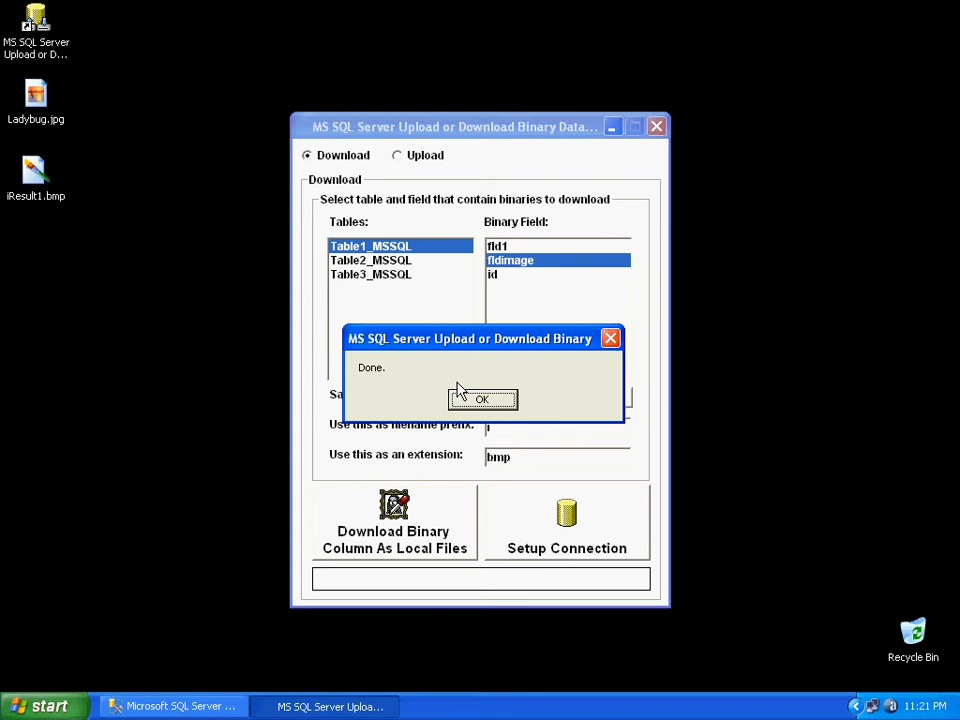 MS SQL Server
Upload or D...
Ladybug.jpg
iResult1.bmp
MS SQL Server Upload or Download Binary Data...
Download
Upload
Download
Select table and field that contain binaries to download
Tables:
Binary Field:
Table1_MSSQL
Table2_MSSQL
Table3_MSSQL
fld1
fldimage
id
MS SQL Server Upload or Download Binary
Done.
OK
Sa
Use this as filename prefix:
i
Use this as an extension:
bmp
Download Binary
Column As Local Files
Setup Connection
Recycle Bin
start
Microsoft SQL Server ...
MS SQL Server Uploa...
11:21 PM